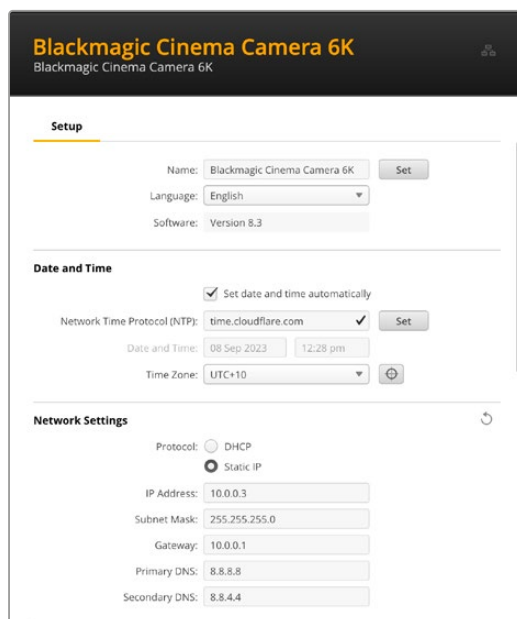 Blackmagic Cinema Camera 6K
Blackmagic Cinema Camera 6K
Setup
Name: Blackmagic Cinema Camera 6K Set
Language: English
Software: Version 8.3
Date and Time
Set date and time automatically
Network Time Protocol (NTP): time.cloudflare.com Set
Date and Time: 08 Sep 2023 12:28 pm
Time Zone: UTC+10
Network Settings
Protocol: DHCP
Static IP
IP Address: 10.0.0.3
Subnet Mask: 255.255.255.0
Gateway: 10.0.0.1
Primary DNS: 8.8.8.8
Secondary DNS: 8.8.4.4